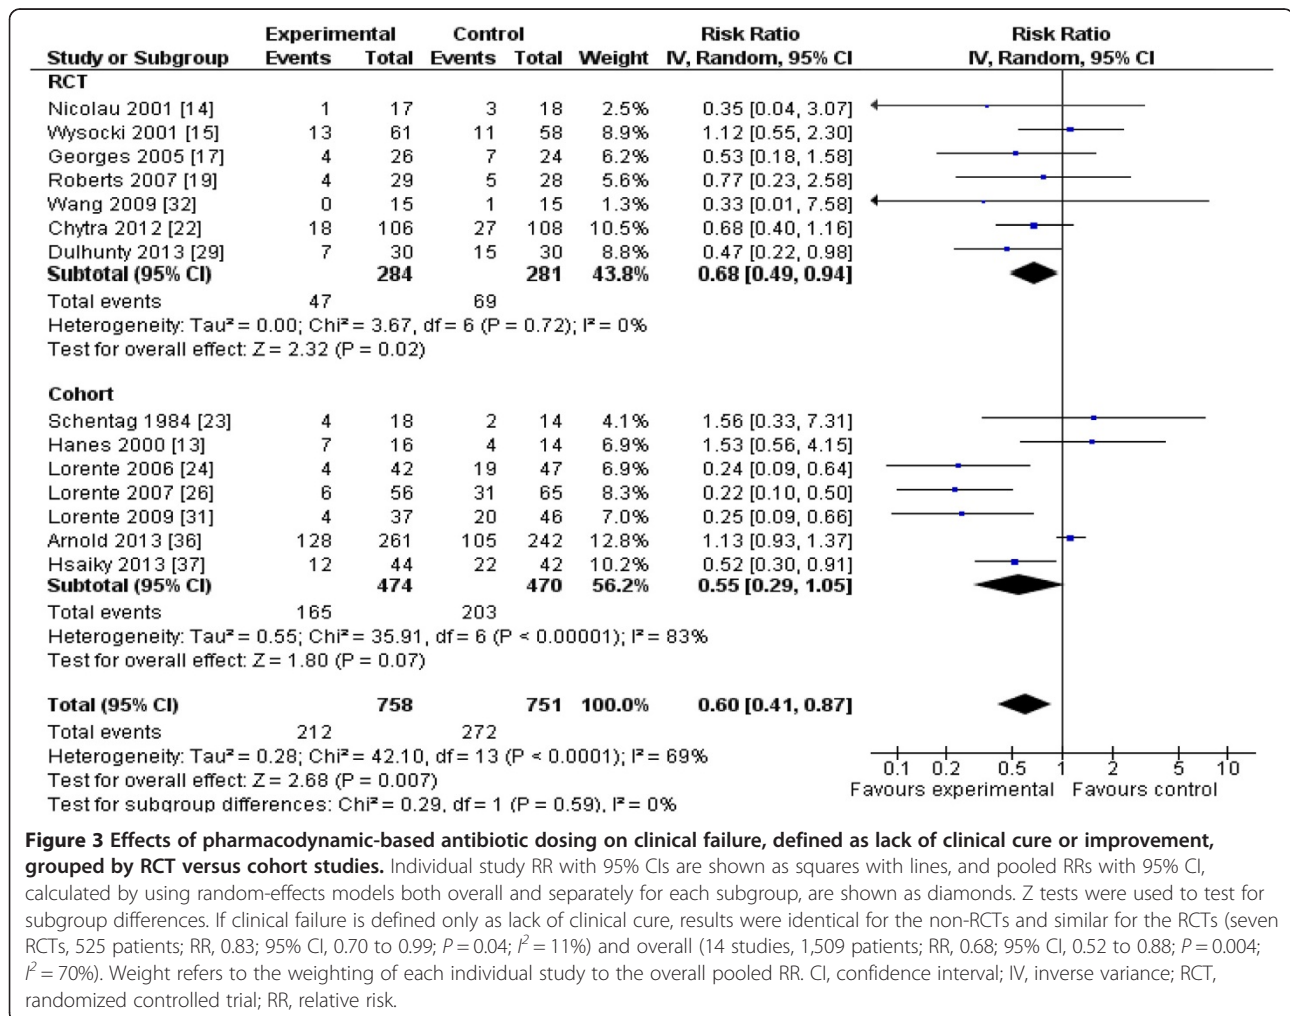 Experimental Control Risk Ratio Risk Ratio
Study or Subgroup Events Total Events Total Weight IV, Random, 95% CI IV, Random, 95% CI
RCT
Nicolau 2001 [14] 1 17 3 18 2.5% 0.35 [0.04, 3.07]
Wysocki 2001 [15] 13 61 11 58 8.9% 1.12 [0.55, 2.30]
Georges 2005 [17] 4 26 7 24 6.2% 0.53 [0.18, 1.58]
Roberts 2007 [19] 4 29 5 28 5.6% 0.77 [0.23, 2.58]
Wang 2009 [32] 0 15 1 15 1.3% 0.33 [0.01, 7.58]
Chytra 2012 [22] 18 106 27 108 10.5% 0.68 [0.40, 1.16]
Dulhunty 2013 [29] 7 30 15 30 8.8% 0.47 [0.22, 0.98]
Subtotal (95% CI) 284 281 43.8% 0.68 [0.49, 0.94]
Total events 47 69
Heterogeneity: Tau² = 0.00; Chi² = 3.67, df = 6 (P = 0.72); I² = 0%
Test for overall effect: Z = 2.32 (P = 0.02)
Cohort
Schentag 1984 [23] 4 18 2 14 4.1% 1.56 [0.33, 7.31]
Hanes 2000 [13] 7 16 4 14 6.9% 1.53 [0.56, 4.15]
Lorente 2006 [24] 4 42 19 47 6.9% 0.24 [0.09, 0.64]
Lorente 2007 [26] 6 56 31 65 8.3% 0.22 [0.10, 0.50]
Lorente 2009 [31] 4 37 20 46 7.0% 0.25 [0.09, 0.66]
Arnold 2013 [36] 128 261 105 242 12.8% 1.13 [0.93, 1.37]
Hsaiky 2013 [37] 12 44 22 42 10.2% 0.52 [0.30, 0.91]
Subtotal (95% CI) 474 470 56.2% 0.55 [0.29, 1.05]
Total events 165 203
Heterogeneity: Tau² = 0.55; Chi² = 35.91, df = 6 (P < 0.00001); I² = 83%
Test for overall effect: Z = 1.80 (P = 0.07)
Total (95% CI) 758 751 100.0% 0.60 [0.41, 0.87]
Total events 212 272
Heterogeneity: Tau² = 0.28; Chi² = 42.10, df = 13 (P < 0.0001); I² = 69%
Test for overall effect: Z = 2.68 (P = 0.007)
Test for subgroup differences: Chi² = 0.29, df = 1 (P = 0.59), I² = 0%
0.1 0.2 0.5 1 2 5 10
Favours experimental Favours control
Figure 3 Effects of pharmacodynamic-based antibiotic dosing on clinical failure, defined as lack of clinical cure or improvement,
grouped by RCT versus cohort studies. Individual study RR with 95% CIs are shown as squares with lines, and pooled RRs with 95% CI,
calculated by using random-effects models both overall and separately for each subgroup, are shown as diamonds. Z tests were used to test for
subgroup differences. If clinical failure is defined only as lack of clinical cure, results were identical for the non-RCTs and similar for the RCTs (seven
RCTs, 525 patients; RR, 0.83; 95% CI, 0.70 to 0.99; P = 0.04; I² = 11%) and overall (14 studies, 1,509 patients; RR, 0.68; 95% CI, 0.52 to 0.88; P = 0.004;
I² = 70%). Weight refers to the weighting of each individual study to the overall pooled RR. CI, confidence interval; IV, inverse variance; RCT,
randomized controlled trial; RR, relative risk.